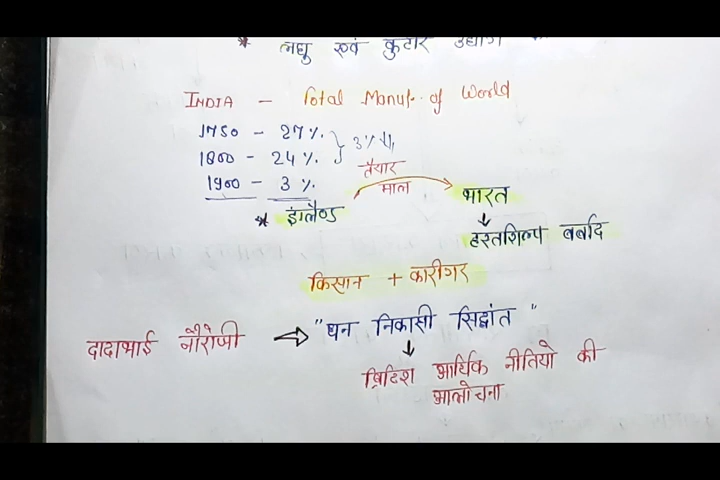 * लघु एवं कुटीर उद्योग
INDIA - Total Manuf. of World
1750 - 27%.
1800 - 24%. 3%
1900 - 3%.
तैयार
माल
* इंग्लैण्ड भारत
↓
हस्तशिल्प बर्बाद
किसान + कारीगर
दादाभाई नौरोजी ⇒ "धन निकासी सिद्धांत"
↓
ब्रिटिश आर्थिक नीतियो की
आलोचना